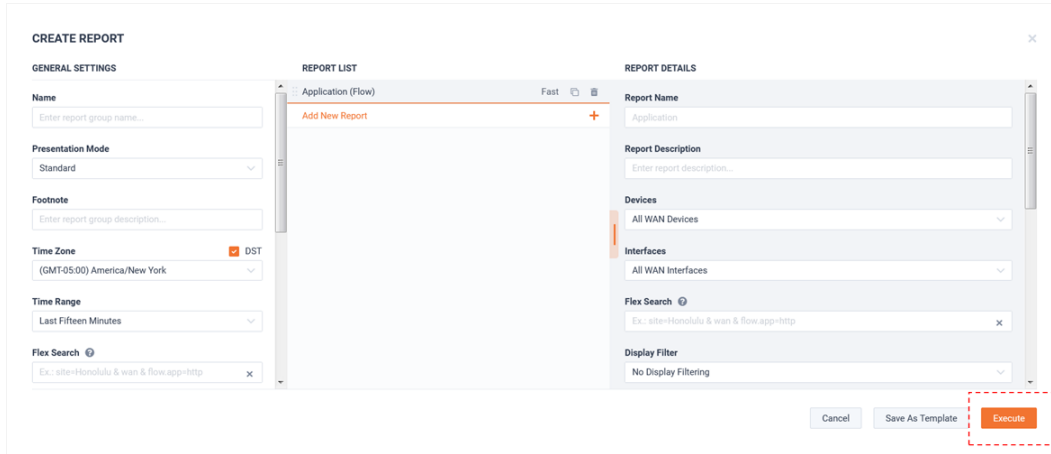 CREATE REPORT
GENERAL SETTINGS
Name
Enter report group name...
Presentation Mode
Standard
Footnote
Enter report group description...
Time Zone
DST
(GMT-05:00) America/New York
Time Range
Last Fifteen Minutes
Flex Search
Ex.: site=Honolulu & wan & flow.app=http
REPORT LIST
Application (Flow) Fast
Add New Report
REPORT DETAILS
Report Name
Application
Report Description
Enter report description...
Devices
All WAN Devices
Interfaces
All WAN Interfaces
Flex Search
Ex.: site=Honolulu & wan & flow.app=http
Display Filter
No Display Filtering
Cancel
Save As Template
Execute